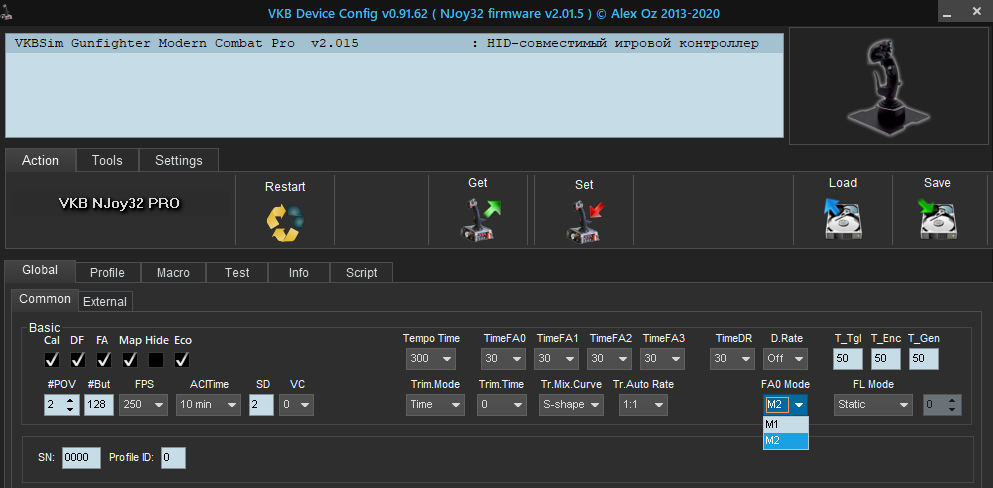 VKB Device Config v0.91.62 ( NJoy32 firmware v2.01.5 ) © Alex Oz 2013-2020
VKBSim Gunfighter Modern Combat Pro v2.015 : HID-совместимый игровой контроллер
Action Tools Settings
VKB NJoy32 PRO Restart Get Set Load Save
Global Profile Macro Test Info Script
Common External
Basic
Cal DF FA Map Hide Eco Tempo Time TimeFA0 TimeFA1 TimeFA2 TimeFA3 TimeDR D.Rate T_Tgl T_Enc T_Gen
300 30 30 30 30 30 Off 50 50 50
#POV #But FPS AClTime SD VC Trim.Mode Trim.Time Tr.Mix.Curve Tr.Auto Rate FA0 Mode FL Mode
2 128 250 10 min 2 0 Time 0 S-shape 1:1 M2 Static 0
M1
M2
SN: 0000 Profile ID: 0